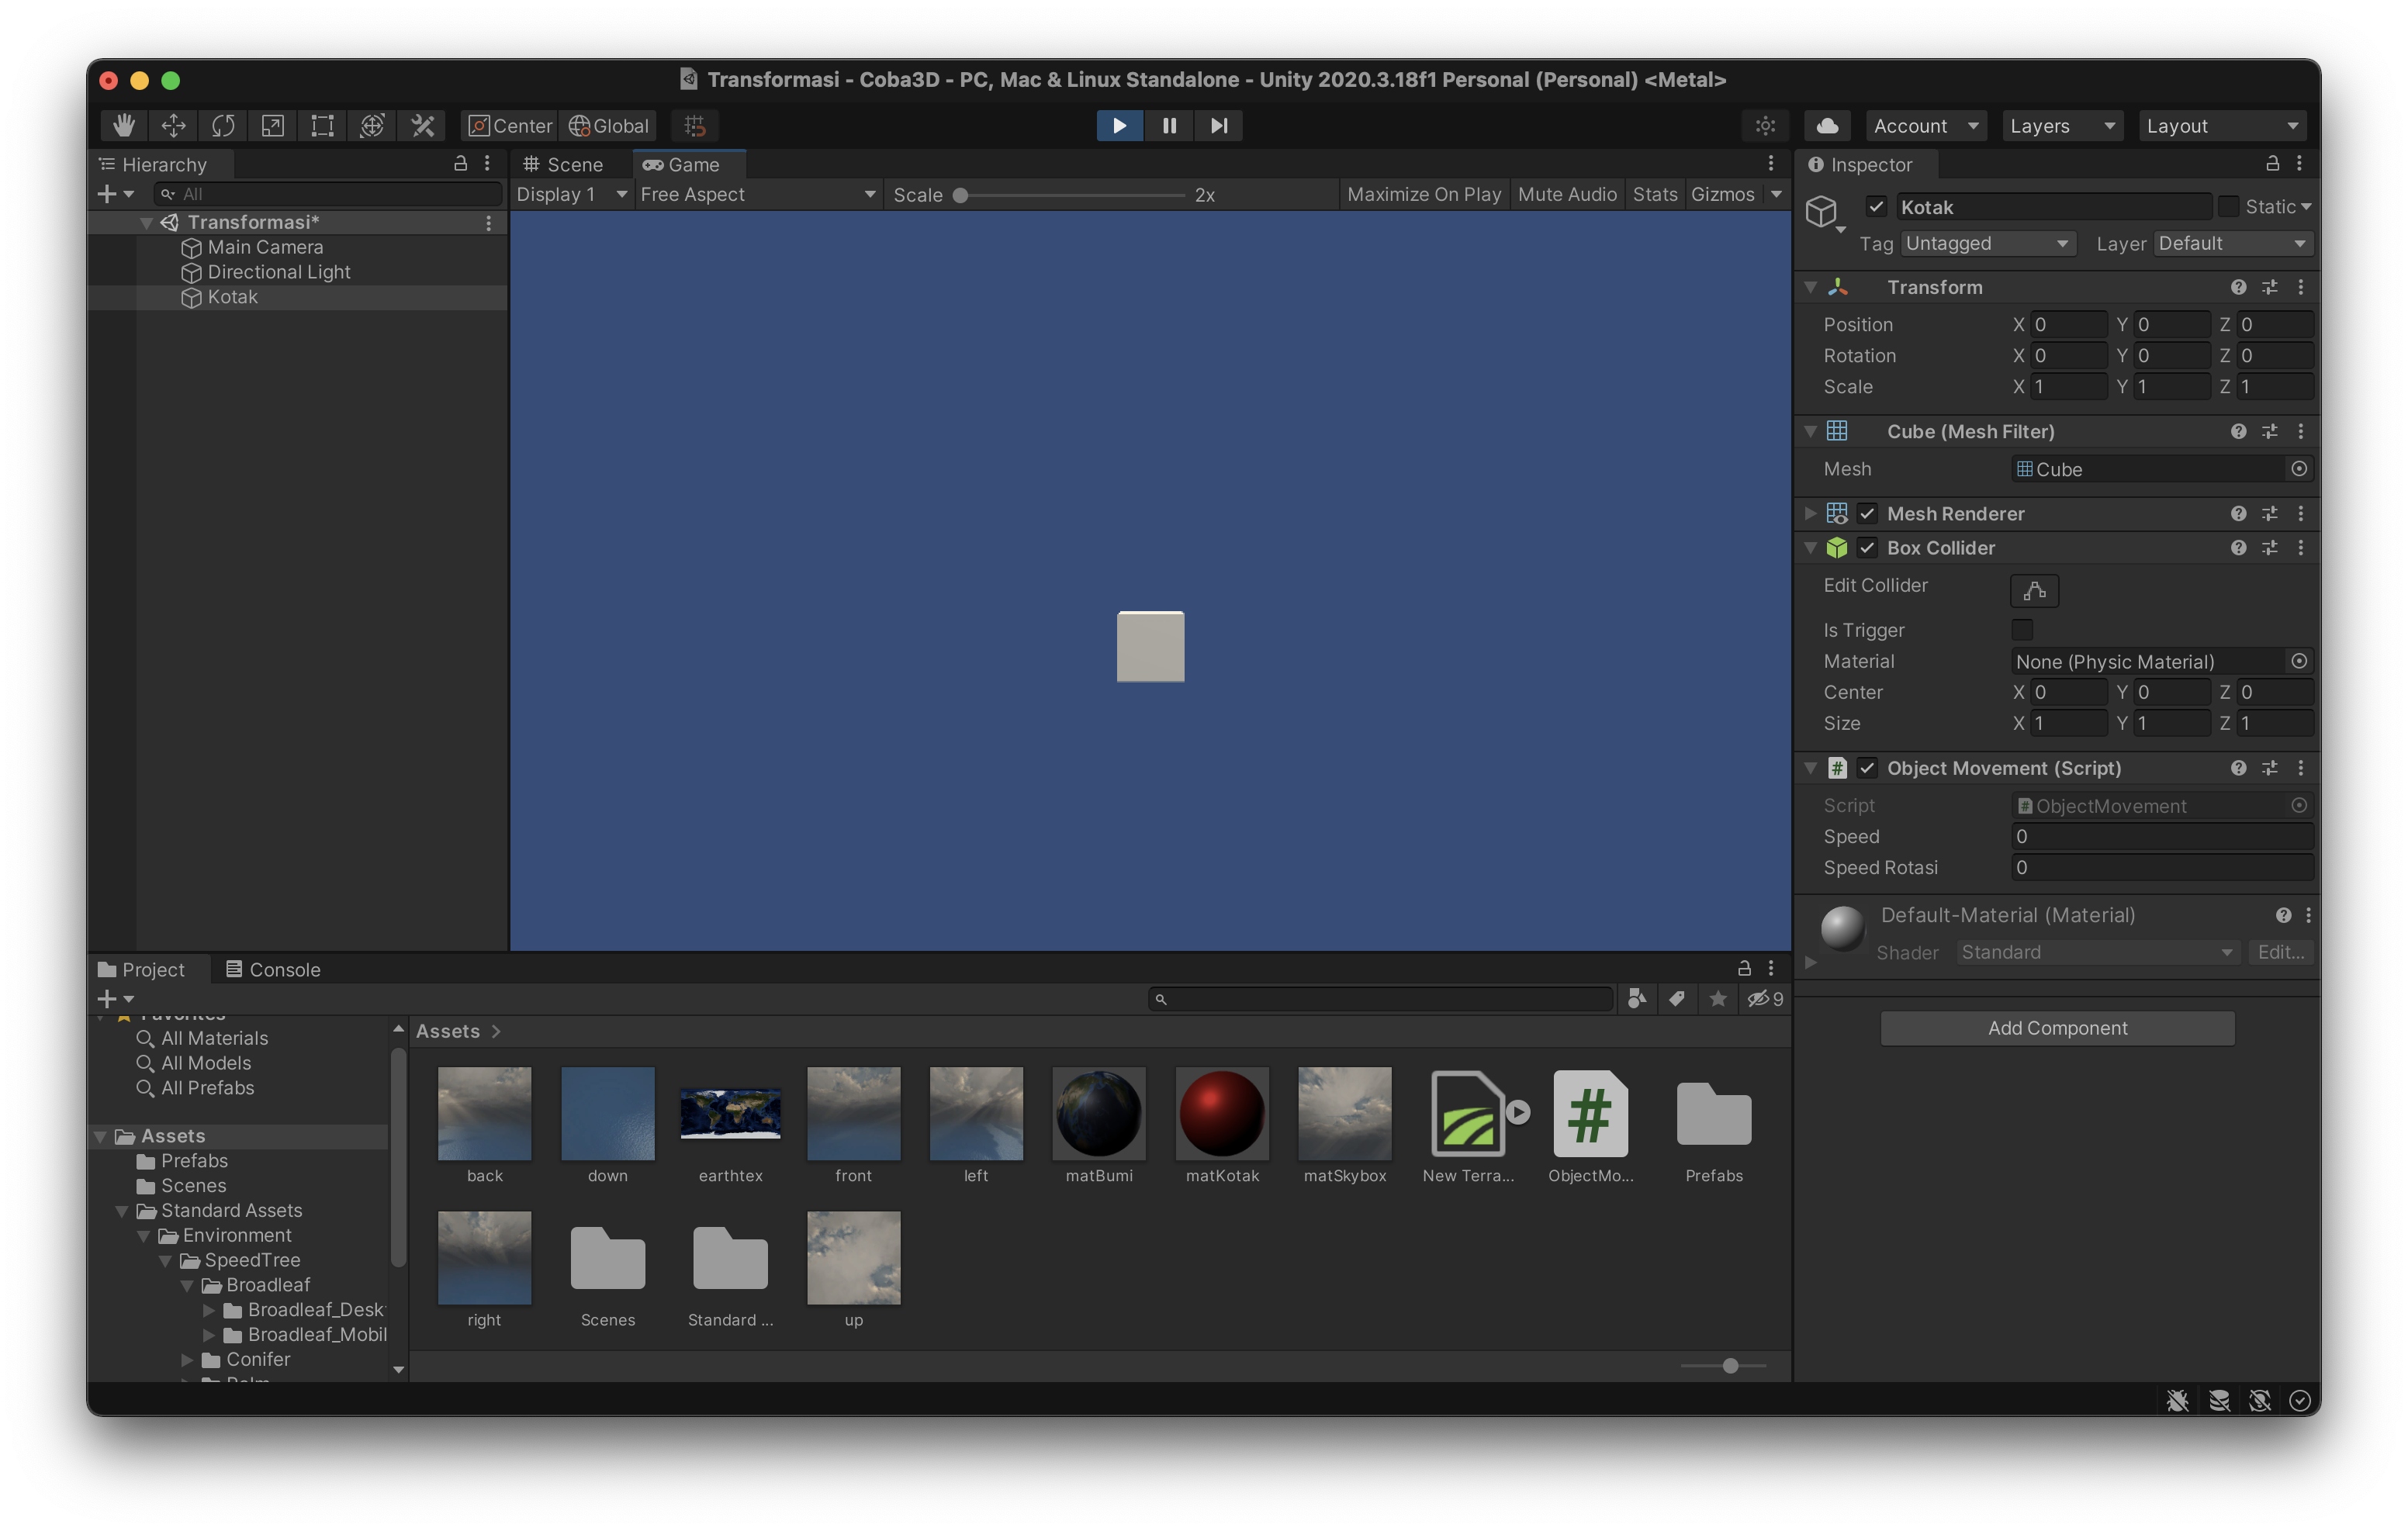 Transformasi - Coba3D - PC, Mac & Linux Standalone - Unity 2020.3.18f1 Personal (Personal) <Metal>
Center Global Account Layers Layout
Hierarchy
All
Transformasi*
Main Camera
Directional Light
Kotak
Scene Game
Display 1 Free Aspect Scale 2x Maximize On Play Mute Audio Stats Gizmos
Inspector
Kotak Static
Tag Untagged Layer Default
Transform
Position X 0 Y 0 Z 0
Rotation X 0 Y 0 Z 0
Scale X 1 Y 1 Z 1
Cube (Mesh Filter)
Mesh Cube
Mesh Renderer
Box Collider
Edit Collider
Is Trigger
Material None (Physic Material)
Center X 0 Y 0 Z 0
Size X 1 Y 1 Z 1
# Object Movement (Script)
Script # ObjectMovement
Speed 0
Speed Rotasi 0
Default-Material (Material)
Shader Standard Edit...
Add Component
Project Console
9
Favorites
All Materials
All Models
All Prefabs
Assets
Prefabs
Scenes
Standard Assets
Environment
SpeedTree
Broadleaf
Broadleaf_Desk
Broadleaf_Mobil
Conifer
Palm
Assets >
#
back down earthtex front left matBumi matKotak matSkybox New Terra... ObjectMo... Prefabs
right Scenes Standard ... up